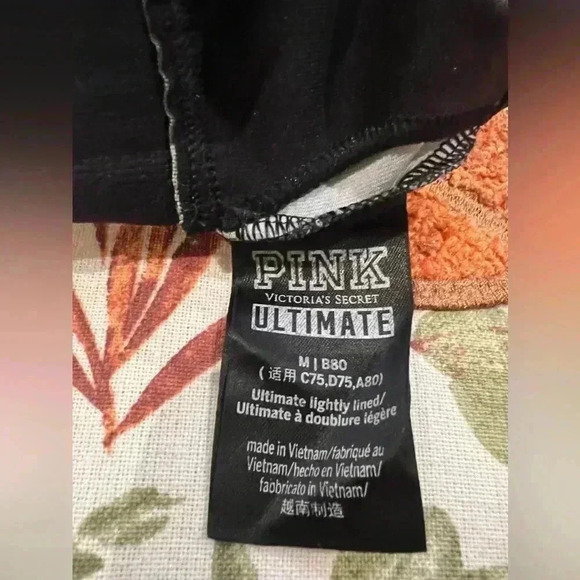 PINK
VICTORIA'S SECRET
ULTIMATE
M | B80
(适用 C75,D75,A80)
Ultimate lightly lined/
Ultimate à doublure légère
made in Vietnam/fabriqué au
Vietnam/hecho en Vietnam/
faobricato in Vietnam/
越南制造